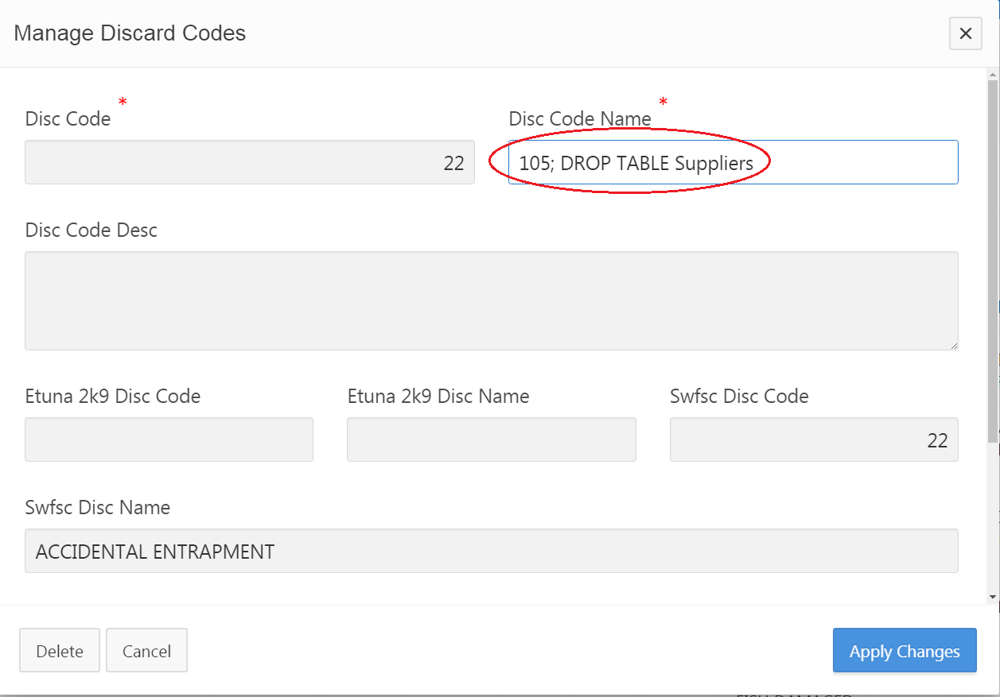 Manage Discard Codes
Disc Code * Disc Code Name *
22 105; DROP TABLE Suppliers
Disc Code Desc
Etuna 2k9 Disc Code Etuna 2k9 Disc Name Swfsc Disc Code
22
Swfsc Disc Name
ACCIDENTAL ENTRAPMENT
Delete Cancel Apply Changes